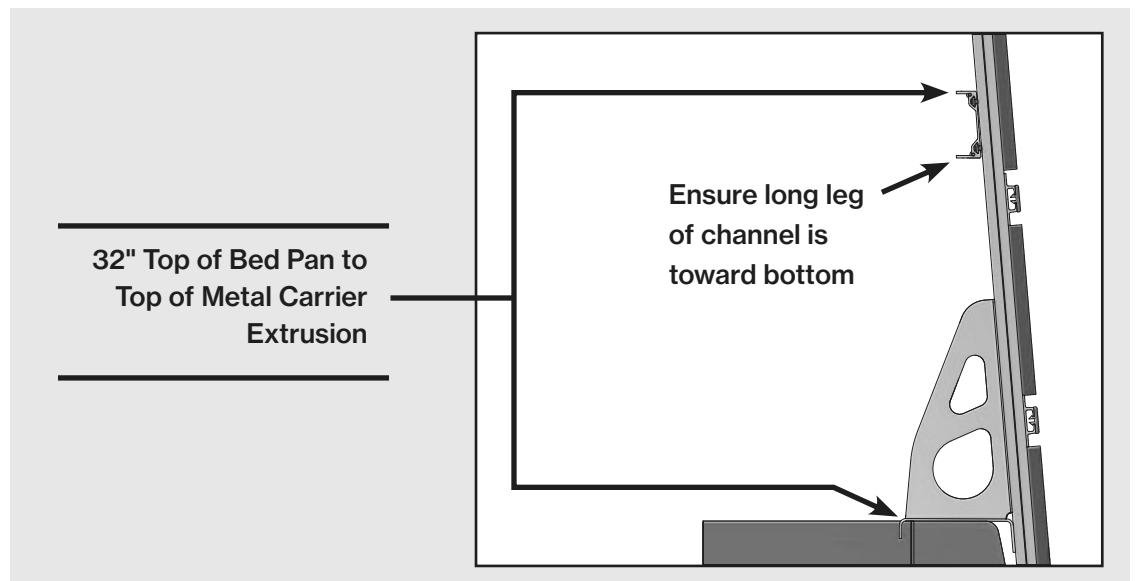 32" Top of Bed Pan to
Top of Metal Carrier
Extrusion
Ensure long leg
of channel is
toward bottom